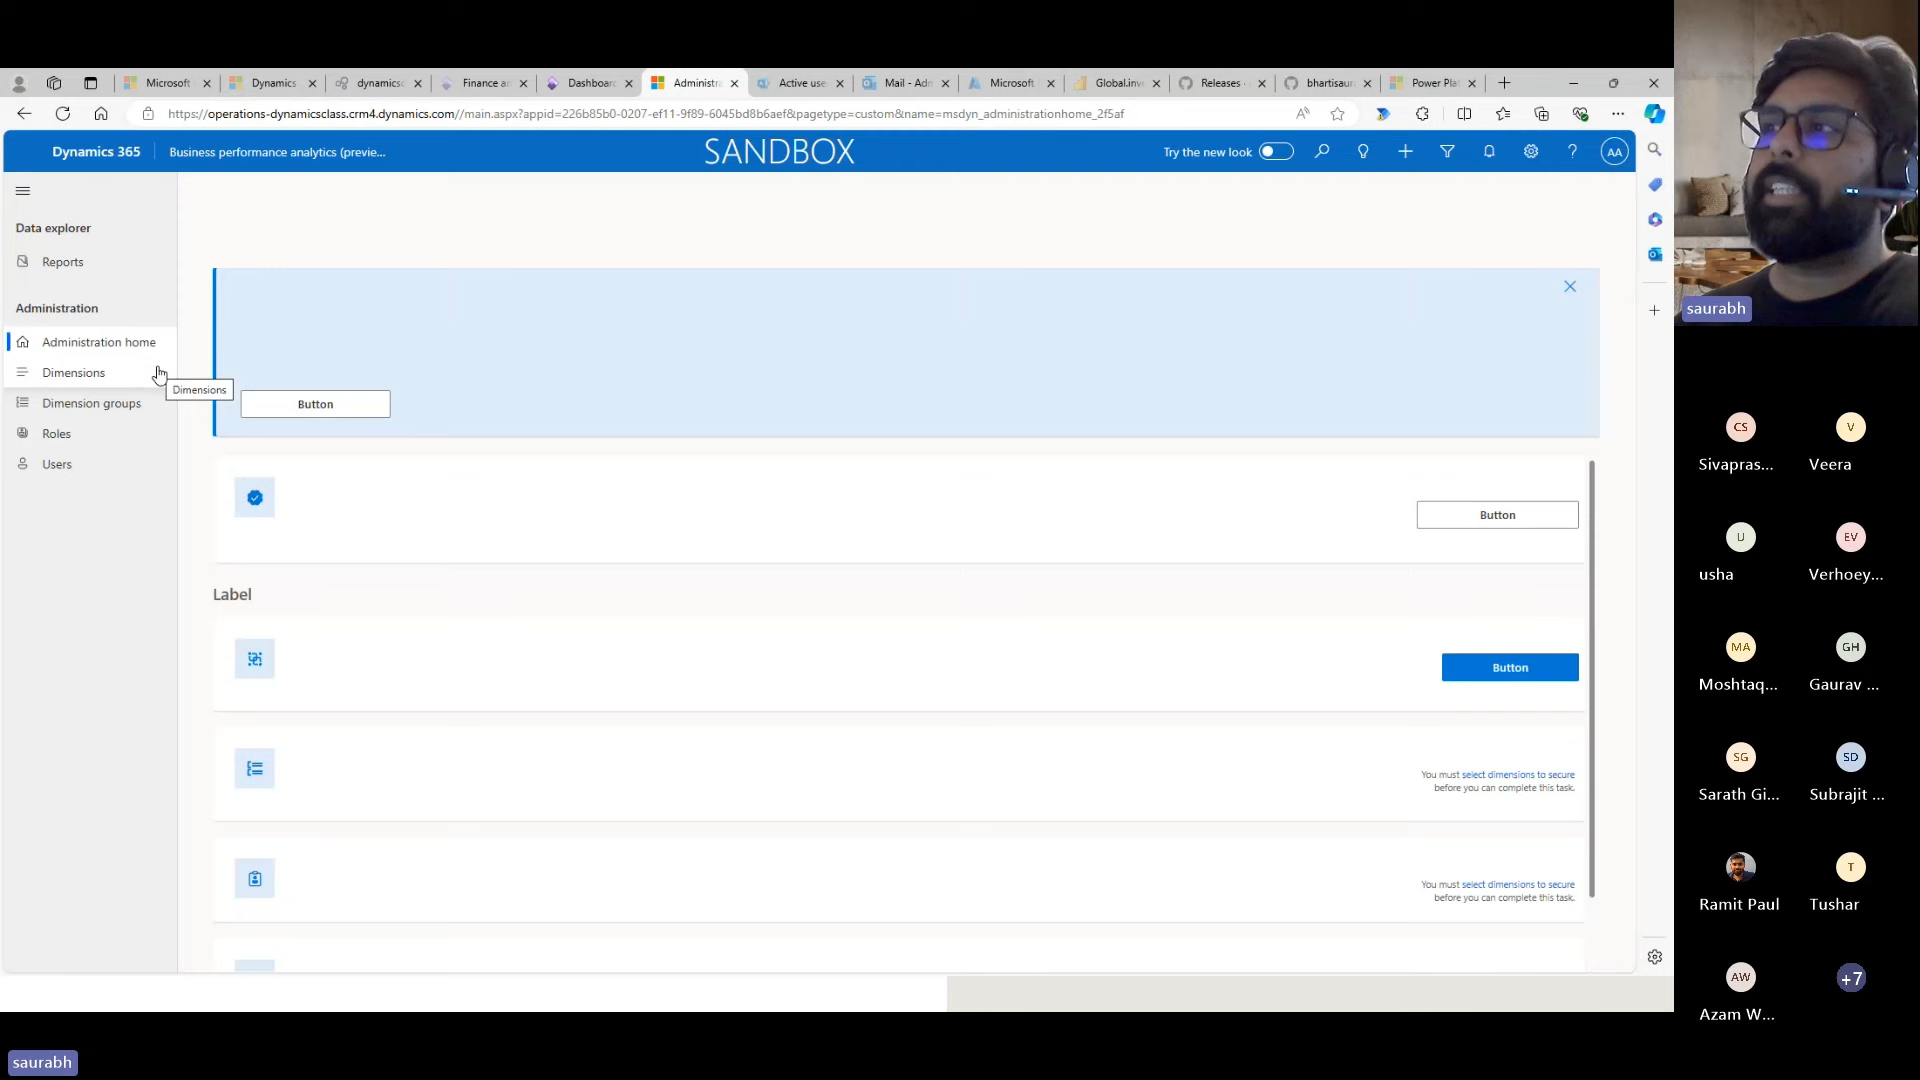 Microsoft
Dynamics
dynamicsc
Finance an
Dashboard
Administra
Active use
Mail - Adm
Microsoft
Global.inv
Releases
bhartisaur
Power Pla
https://operations-dynamicsclass.crm4.dynamics.com//main.aspx?appid=226b85b0-0207-ef11-9f89-6045bd8b6aef&pagetype=custom&name=msdyn_administrationhome_2f5af
Dynamics 365
Business performance analytics (previe...
SANDBOX
Try the new look
AA
Data explorer
Reports
Administration
Administration home
Dimensions
Dimensions
Dimension groups
Roles
Users
Button
Button
Label
Button
You must select dimensions to secure
before you can complete this task.
You must select dimensions to secure
before you can complete this task.
saurabh
CS
Sivapras...
V
Veera
U
usha
EV
Verhoey...
MA
Moshtaq...
GH
Gaurav ...
SG
Sarath Gi...
SD
Subrajit ...
Ramit Paul
T
Tushar
AW
Azam W...
+7
saurabh